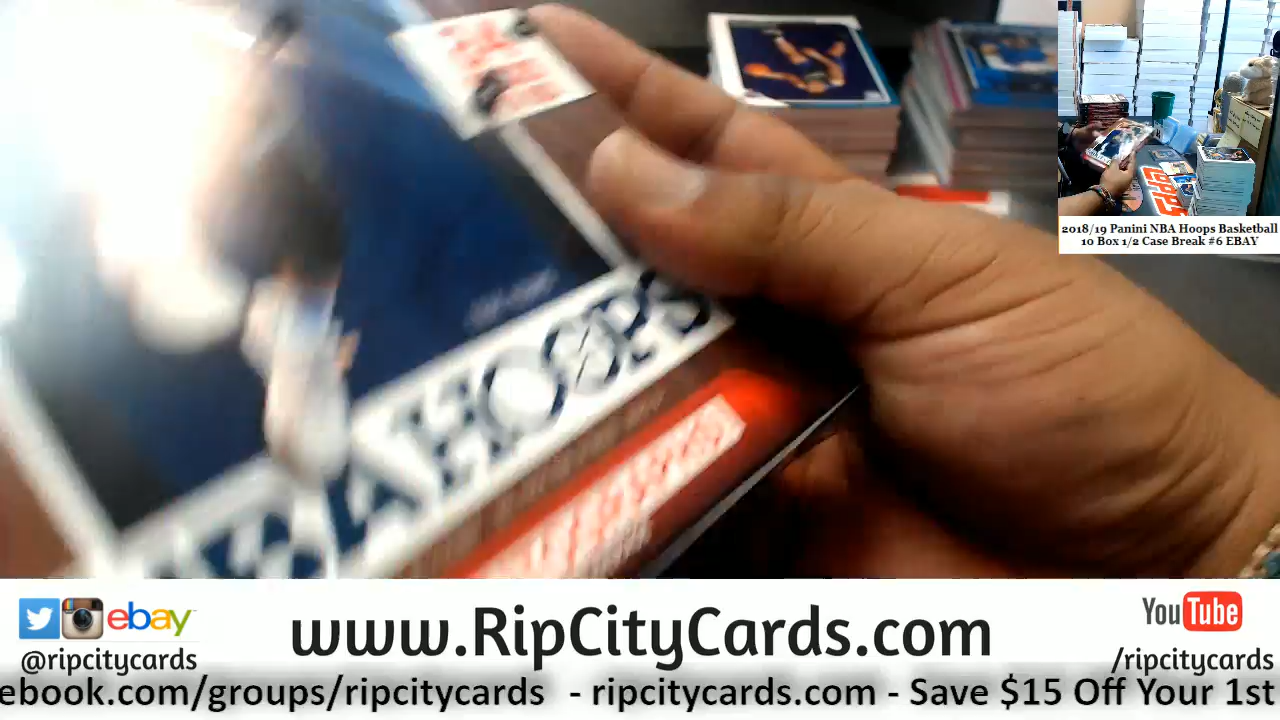 HOOPS
TOPPS
2018/19 Panini NBA Hoops Basketball
10 Box 1/2 Case Break #6 EBAY
ebay
@ripcitycards
www.RipCityCards.com
YouTube
/ripcitycards
ebook.com/groups/ripcitycards - ripcitycards.com - Save $15 Off Your 1st